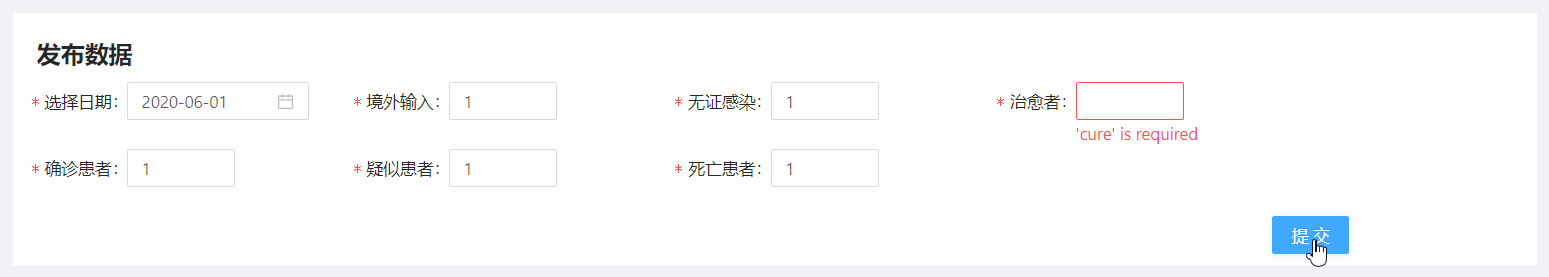 发布数据
* 选择日期： 2020-06-01 * 境外输入： 1 * 无证感染： 1 * 治愈者：
'cure' is required
* 确诊患者： 1 * 疑似患者： 1 * 死亡患者： 1
提 交